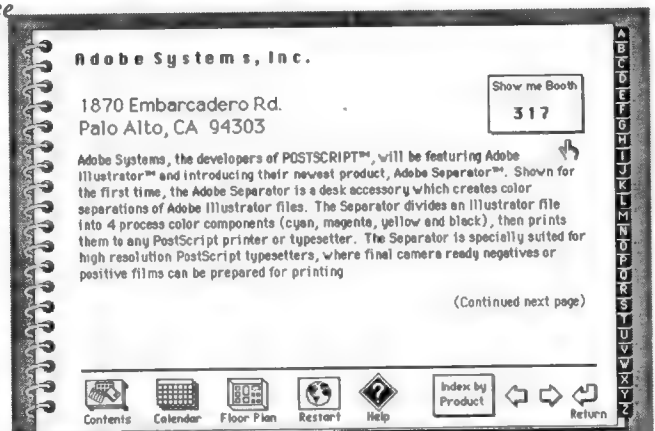 ee
Adobe Systems, Inc.
1870 Embarcadero Rd.
Palo Alto, CA 94303
Show me Booth
317
Adobe Systems, the developers of POSTSCRIPT™, will be featuring Adobe
Illustrator™ and introducing their newest product, Adobe Separator™. Shown for
the first time, the Adobe Separator is a desk accessory which creates color
separations of Adobe Illustrator files. The Separator divides an Illustrator file
into 4 process color components (cyan, magenta, yellow and black), then prints
them to any PostScript printer or typesetter. The Separator is specially suited for
high resolution PostScript typesetters, where final camera ready negatives or
positive films can be prepared for printing
(Continued next page)
Contents
Calendar
Floor Plan
Restart
?
Help
Index by
Product
Return
A
B
C
D
E
F
G
H
I
J
K
L
M
N
O
P
Q
R
S
T
U
V
W
X
Y
Z